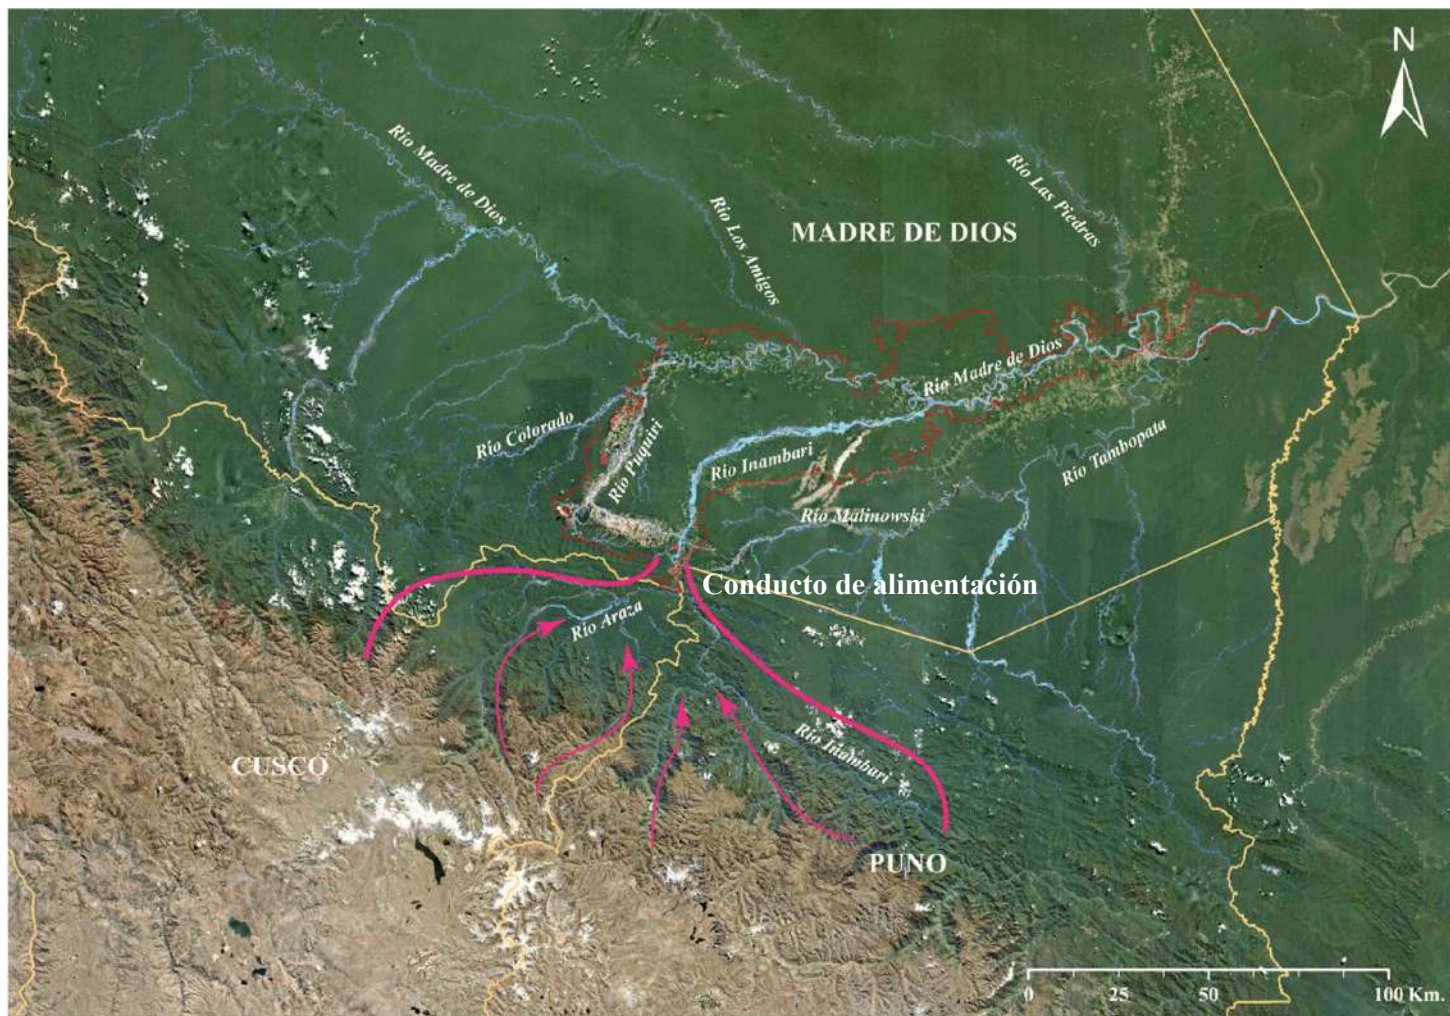 N
Río Madre de Dios
Río Los Amigos
Río Las Piedras
MADRE DE DIOS
Río Madre de Dios
Río Colorado
Río Puquiri
Río Inambari
Río Tambopata
Río Malinowski
Conducto de alimentación
Río Araza
Río Inambari
CUSCO
PUNO
0 25 50 100 Km.